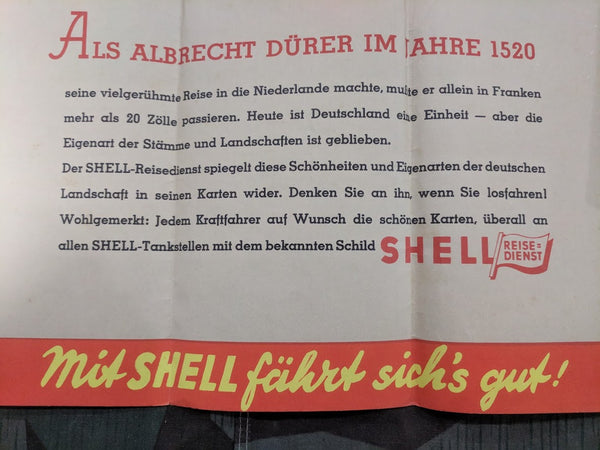 ALS ALBRECHT DÜRER IM JAHRE 1520
seine vielgerühmte Reise in die Niederlande machte, mußte er allein in Franken
mehr als 20 Zölle passieren. Heute ist Deutschland eine Einheit — aber die
Eigenart der Stämme und Landschaften ist geblieben.
Der SHELL-Reisedienst spiegelt diese Schönheiten und Eigenarten der deutschen
Landschaft in seinen Karten wider. Denken Sie an ihn, wenn Sie losfahren!
Wohlgemerkt: Jedem Kraftfahrer auf Wunsch die schönen Karten, überall an
allen SHELL-Tankstellen mit dem bekannten Schild SHELL REISE=
DIENST
Mit SHELL fährt sich's gut!